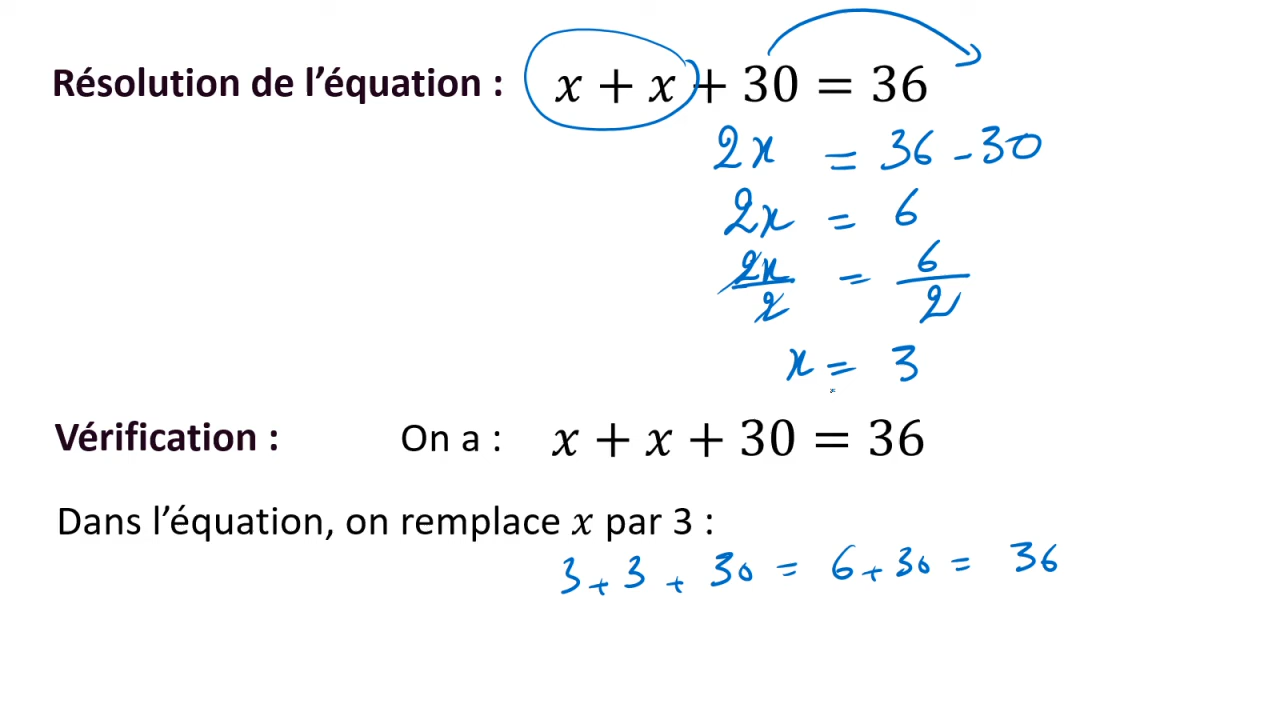 Résolution de l’équation : x + x + 30 = 36
2x = 36 - 30
2x = 6
2x/2 = 6/2
x = 3
Vérification : On a : x + x + 30 = 36
Dans l’équation, on remplace x par 3 :
3 + 3 + 30 = 6 + 30 = 36